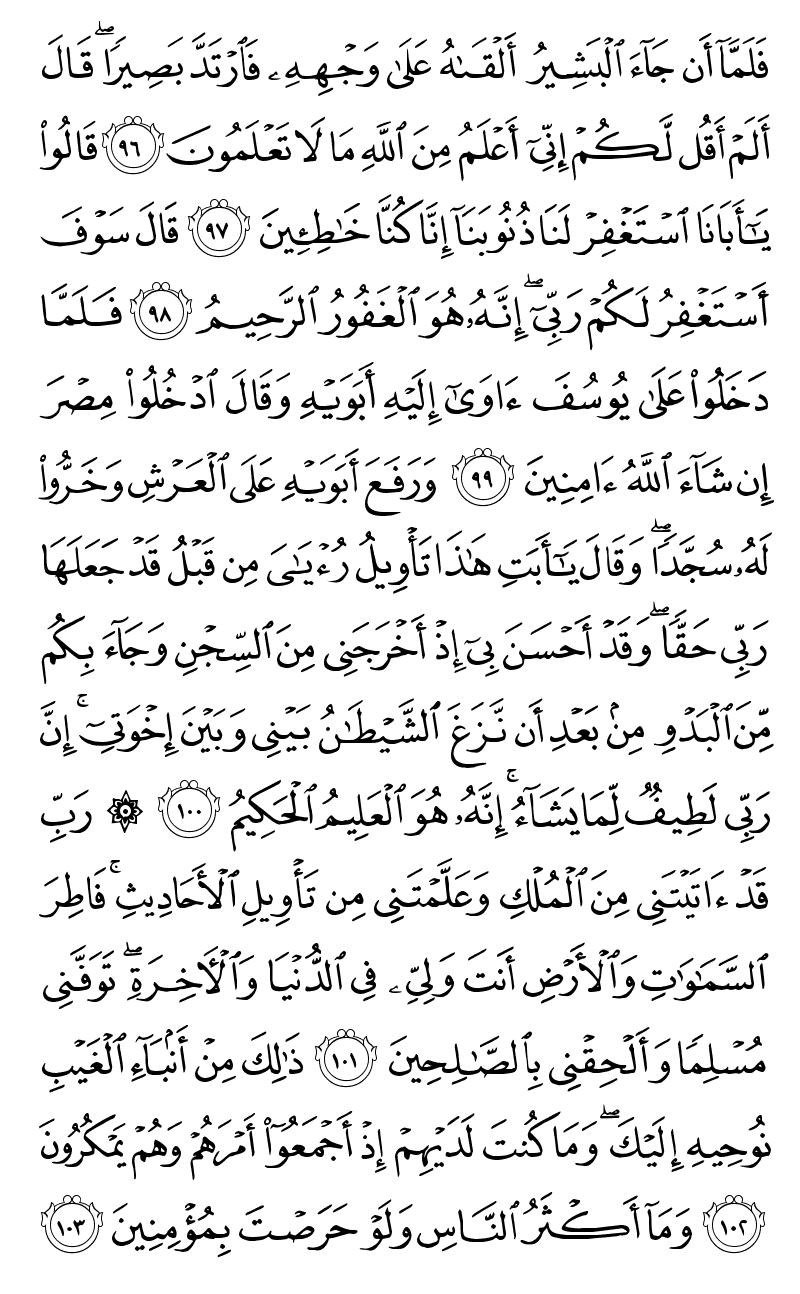 فَلَمَّآ أَن جَآءَ ٱلْبَشِيرُ أَلْقَىٰهُ عَلَىٰ وَجْهِهِۦ فَٱرْتَدَّ بَصِيرًا ۖ قَالَ
أَلَمْ أَقُل لَّكُمْ إِنِّىٓ أَعْلَمُ مِنَ ٱللَّهِ مَا لَا تَعْلَمُونَ ٩٦ قَالُوا۟
يَـٰٓأَبَانَا ٱسْتَغْفِرْ لَنَا ذُنُوبَنَآ إِنَّا كُنَّا خَـٰطِـِٔينَ ٩٧ قَالَ سَوْفَ
أَسْتَغْفِرُ لَكُمْ رَبِّىٓ ۖ إِنَّهُۥ هُوَ ٱلْغَفُورُ ٱلرَّحِيمُ ٩٨ فَلَمَّا
دَخَلُوا۟ عَلَىٰ يُوسُفَ ءَاوَىٰٓ إِلَيْهِ أَبَوَيْهِ وَقَالَ ٱدْخُلُوا۟ مِصْرَ
إِن شَآءَ ٱللَّهُ ءَامِنِينَ ٩٩ وَرَفَعَ أَبَوَيْهِ عَلَى ٱلْعَرْشِ وَخَرُّوا۟
لَهُۥ سُجَّدًا ۖ وَقَالَ يَـٰٓأَبَتِ هَـٰذَا تَأْوِيلُ رُءْيَـٰىَ مِن قَبْلُ قَدْ جَعَلَهَا
رَبِّى حَقًّا ۖ وَقَدْ أَحْسَنَ بِىٓ إِذْ أَخْرَجَنِى مِنَ ٱلسِّجْنِ وَجَآءَ بِكُم
مِّنَ ٱلْبَدْوِ مِنۢ بَعْدِ أَن نَّزَغَ ٱلشَّيْطَـٰنُ بَيْنِى وَبَيْنَ إِخْوَتِىٓ ۚ إِنَّ
رَبِّى لَطِيفٌ لِّمَا يَشَآءُ ۚ إِنَّهُۥ هُوَ ٱلْعَلِيمُ ٱلْحَكِيمُ ١٠٠ ۞ رَبِّ
قَدْ ءَاتَيْتَنِى مِنَ ٱلْمُلْكِ وَعَلَّمْتَنِى مِن تَأْوِيلِ ٱلْأَحَادِيثِ ۚ فَاطِرَ
ٱلسَّمَـٰوَٰتِ وَٱلْأَرْضِ أَنتَ وَلِىِّۦ فِى ٱلدُّنْيَا وَٱلْـَٔاخِرَةِ ۖ تَوَفَّنِى
مُسْلِمًا وَأَلْحِقْنِى بِٱلصَّـٰلِحِينَ ١٠١ ذَٰلِكَ مِنْ أَنۢبَآءِ ٱلْغَيْبِ
نُوحِيهِ إِلَيْكَ ۖ وَمَا كُنتَ لَدَيْهِمْ إِذْ أَجْمَعُوٓا۟ أَمْرَهُمْ وَهُمْ يَمْكُرُونَ
١٠٢ وَمَآ أَكْثَرُ ٱلنَّاسِ وَلَوْ حَرَصْتَ بِمُؤْمِنِينَ ١٠٣